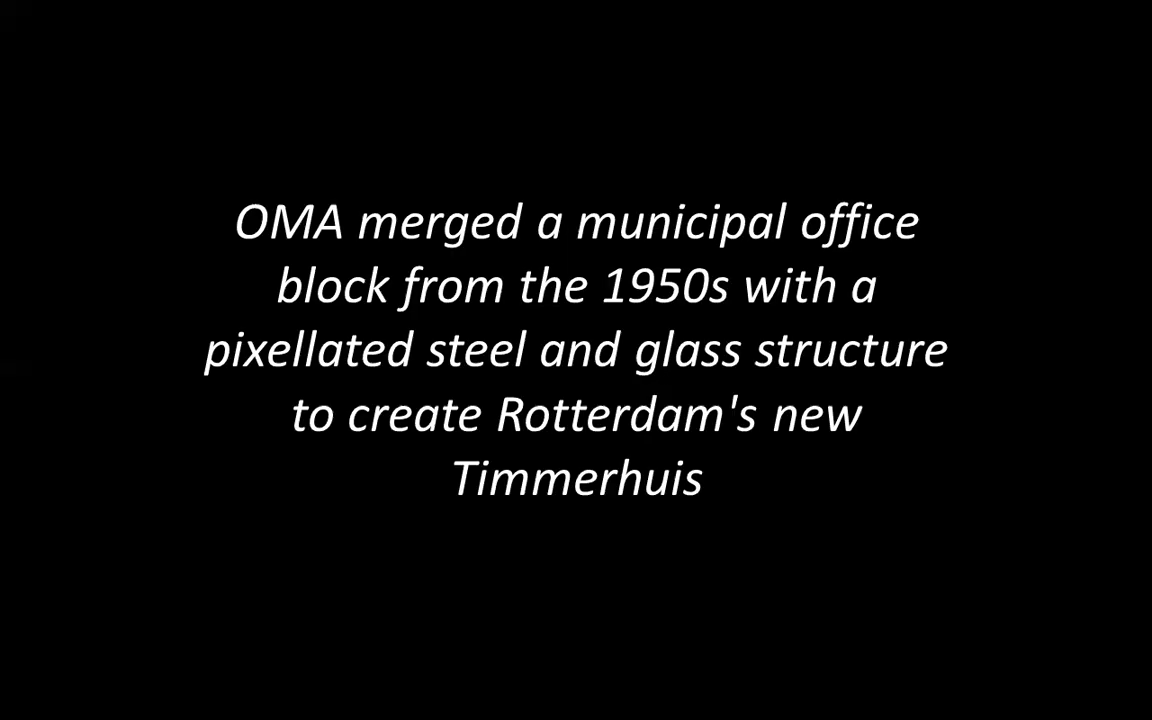 OMA merged a municipal office
block from the 1950s with a
pixellated steel and glass structure
to create Rotterdam's new
Timmerhuis